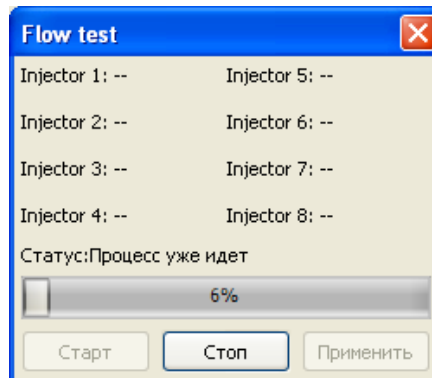 Flow test
Injector 1: -- Injector 5: --
Injector 2: -- Injector 6: --
Injector 3: -- Injector 7: --
Injector 4: -- Injector 8: --
Статус:Процесс уже идет
6%
Старт Стоп Применить